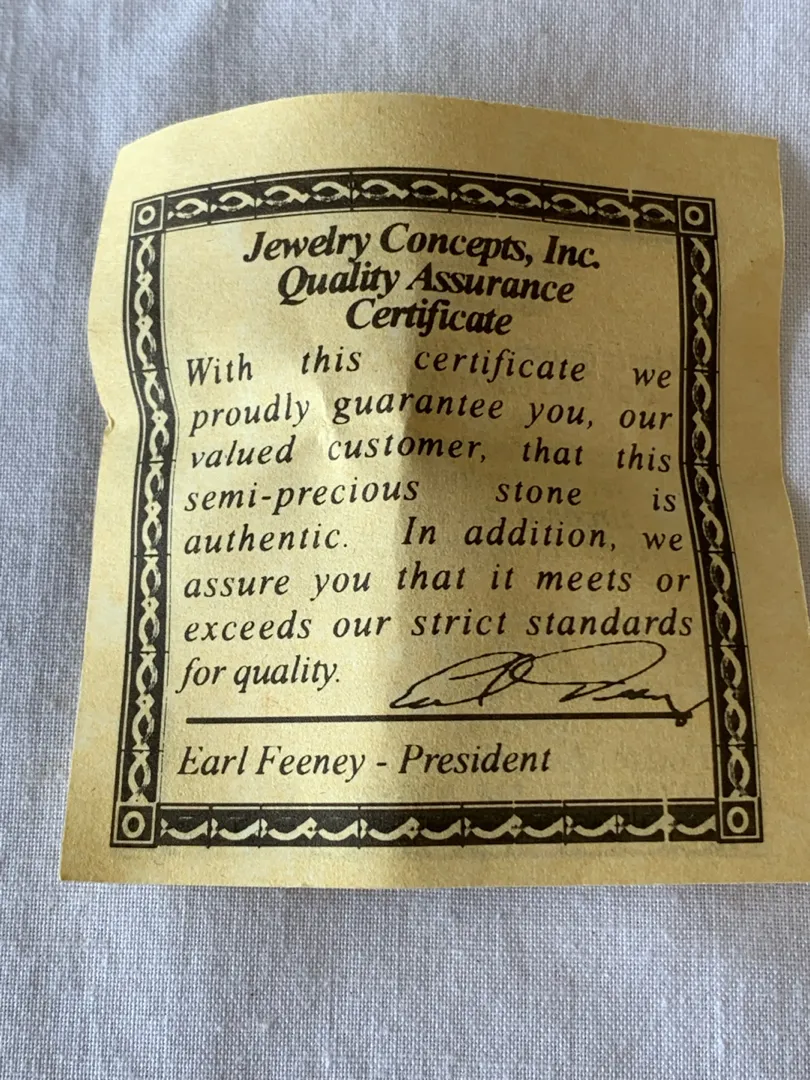 Jewelry Concepts, Inc.
Quality Assurance
Certificate
With this certificate we
proudly guarantee you, our
valued customer, that this
semi-precious stone is
authentic. In addition, we
assure you that it meets or
exceeds our strict standards
for quality.
Earl Feeney - President